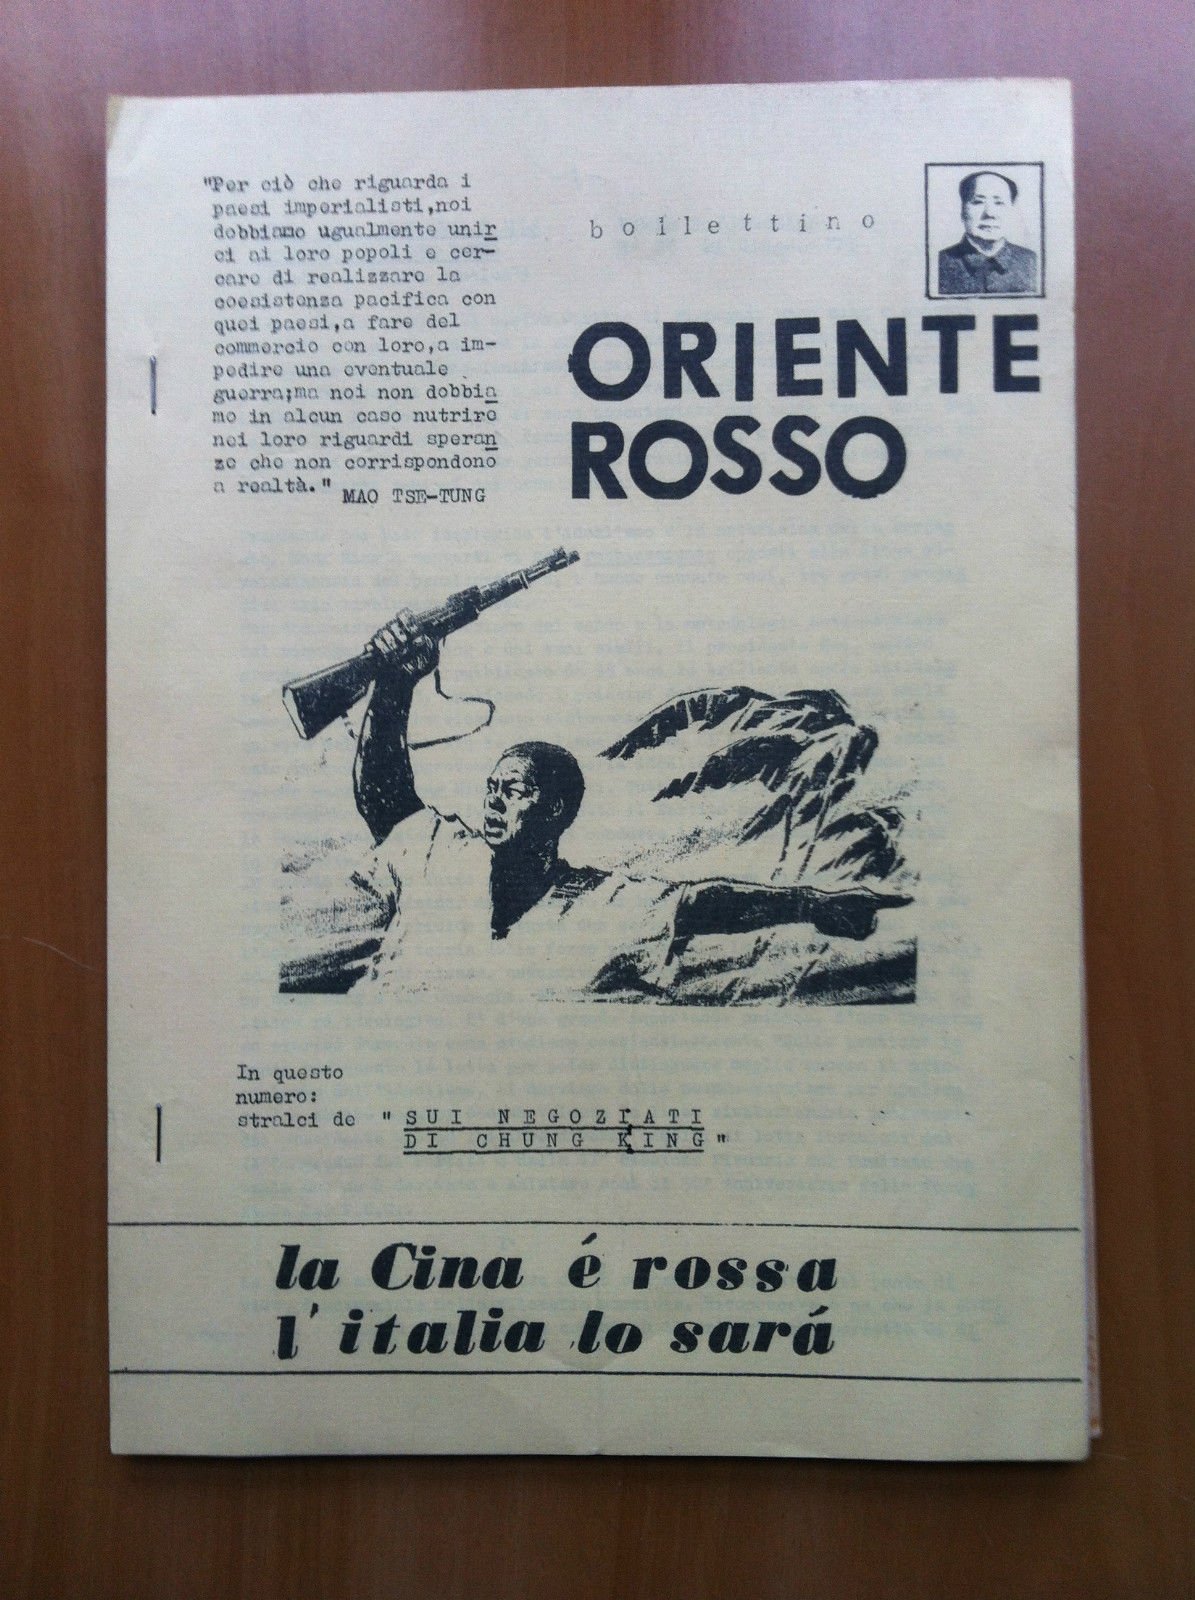 "Per ciò che riguarda i
paesi imperialisti,noi
dobbiamo ugualmente unir
ci ai loro popoli e cer-
care di realizzare la
coesistenza pacifica con
quei paesi,a fare del
commercio con loro,a im-
pedire una eventuale
guerra;ma noi non dobbia
mo in alcun caso nutrire
nei loro riguardi speran
ze che non corrispondono
a realtà."
MAO TSE-TUNG
bollettino
ORIENTE
ROSSO
In questo
numero:
stralci de "SUI NEGOZIATI
DI CHUNG KING"
la Cina é rossa
l'italia lo sará